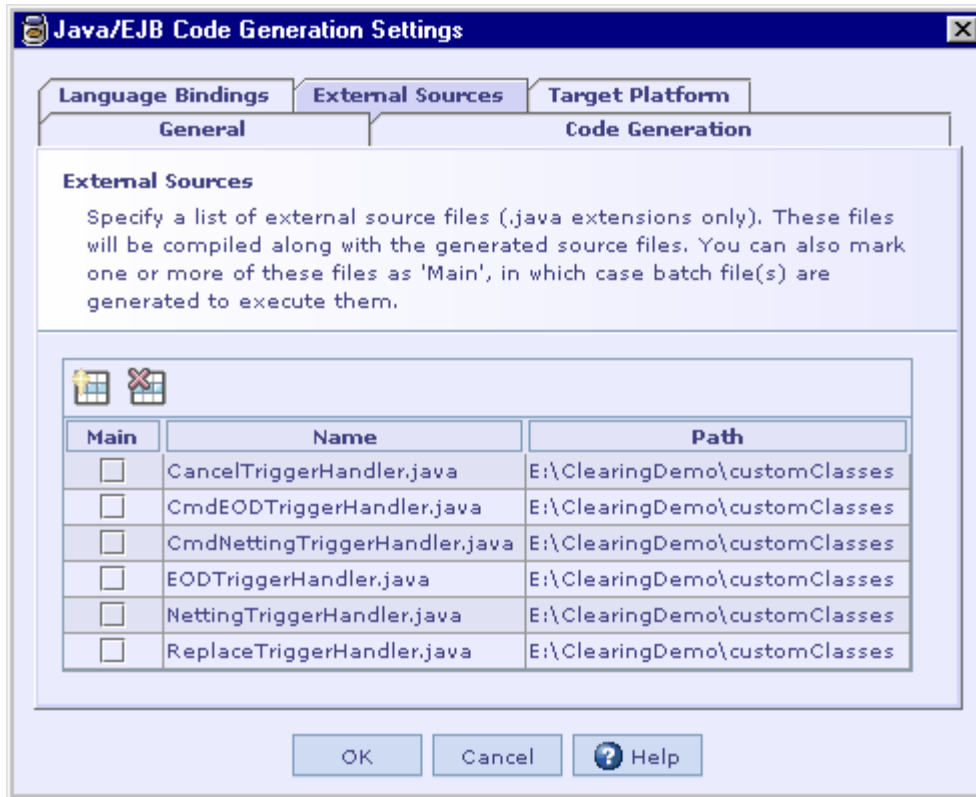 Java/EJB Code Generation Settings
Language Bindings External Sources Target Platform
General Code Generation
External Sources
Specify a list of external source files (.java extensions only). These files
will be compiled along with the generated source files. You can also mark
one or more of these files as 'Main', in which case batch file(s) are
generated to execute them.
Main Name Path
CancelTriggerHandler.java E:\ClearingDemo\customClasses
CmdEODTriggerHandler.java E:\ClearingDemo\customClasses
CmdNettingTriggerHandler.java E:\ClearingDemo\customClasses
EODTriggerHandler.java E:\ClearingDemo\customClasses
NettingTriggerHandler.java E:\ClearingDemo\customClasses
ReplaceTriggerHandler.java E:\ClearingDemo\customClasses
OK Cancel ? Help